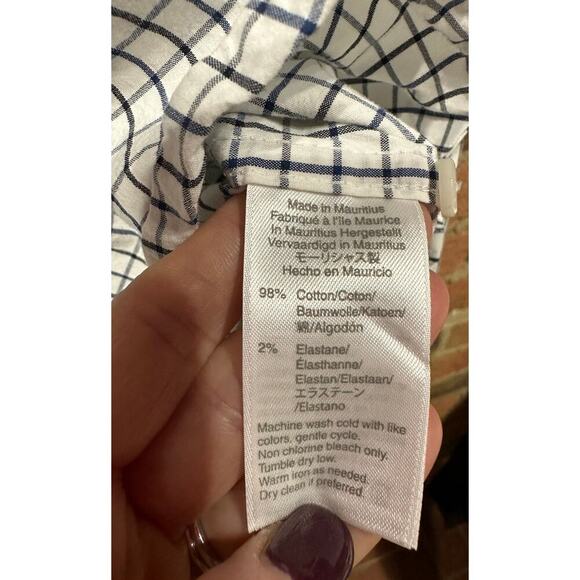 Made in Mauritius
Fabriqué à l'île Maurice
In Mauritius Hergestellt
Vervaardigd in Mauritius
モーリシャス製
Hecho en Mauricio
98% Cotton/Coton/
Baumwolle/Katoen/
綿/Algodón
2% Elastane/
Élasthanne/
Elastan/Elastaan/
エラステーン
/Elastano
Machine wash cold with like
colors, gentle cycle.
Non chlorine bleach only.
Tumble dry low.
Warm iron as needed.
Dry clean if preferred.